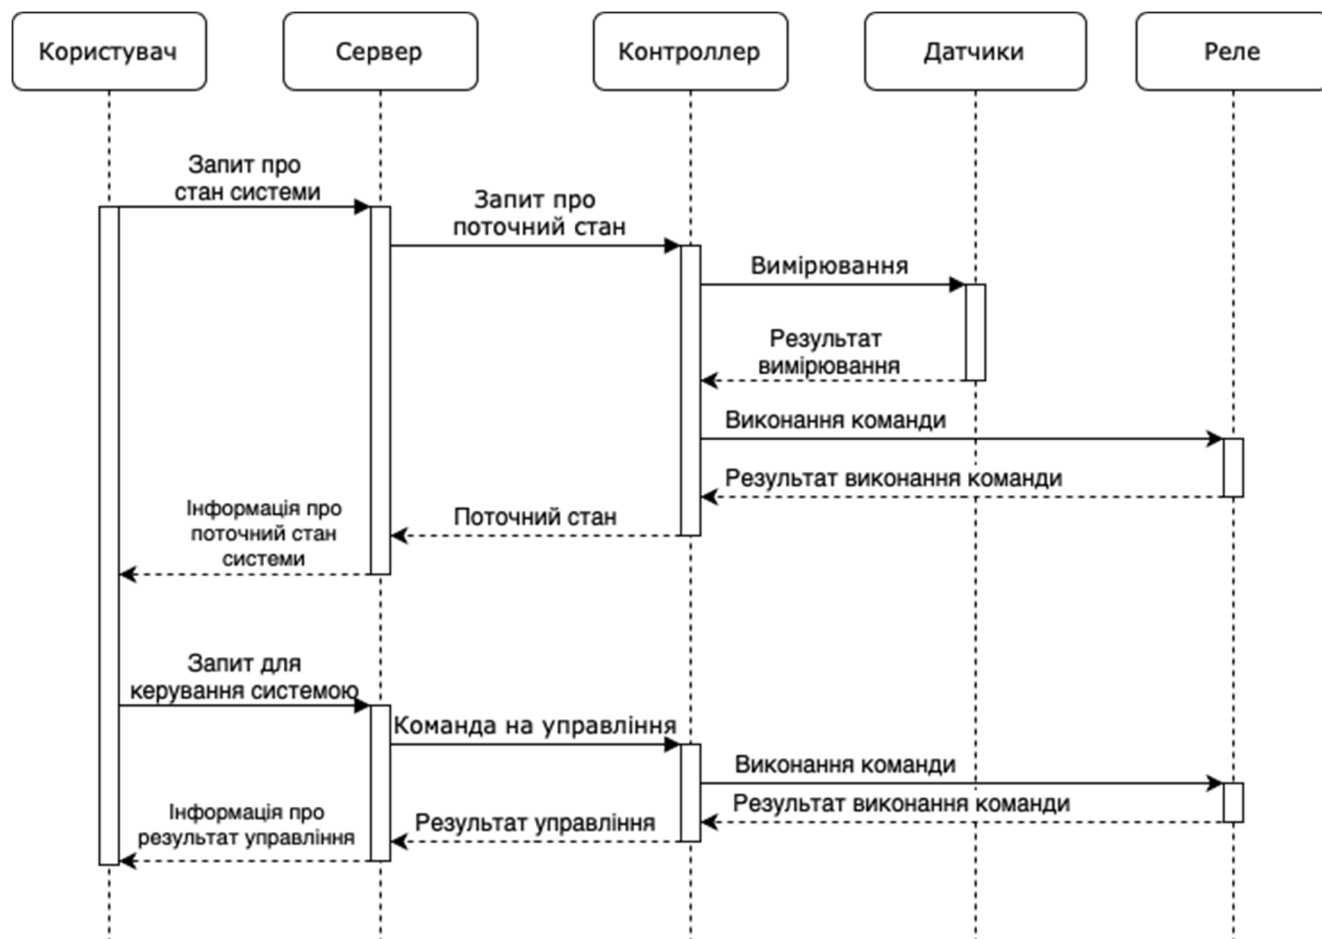 Користувач
Сервер
Контроллер
Датчики
Реле
Запит про
стан системи
Запит про
поточний стан
Вимірювання
Результат
вимірювання
Виконання команди
Результат виконання команди
Поточний стан
Інформація про
поточний стан
системи
Запит для
керування системою
Команда на управління
Виконання команди
Результат виконання команди
Результат управління
Інформація про
результат управління